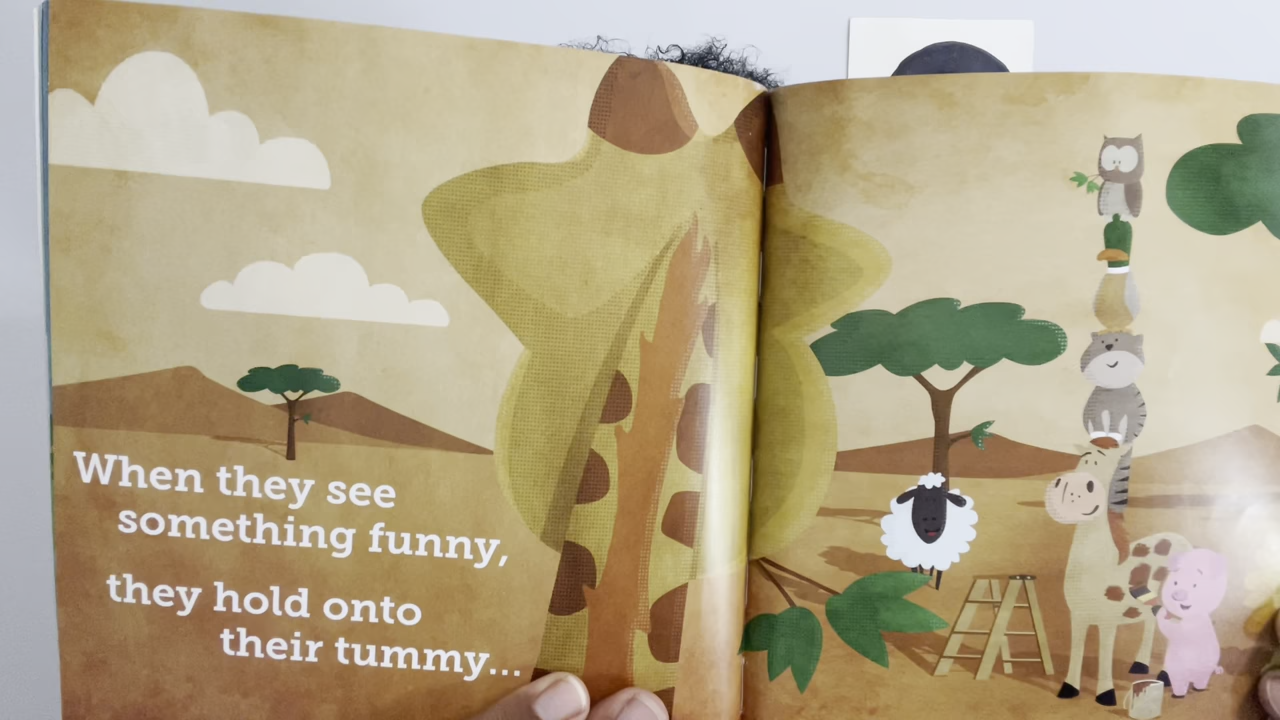 When they see
something funny,
they hold onto
their tummy...